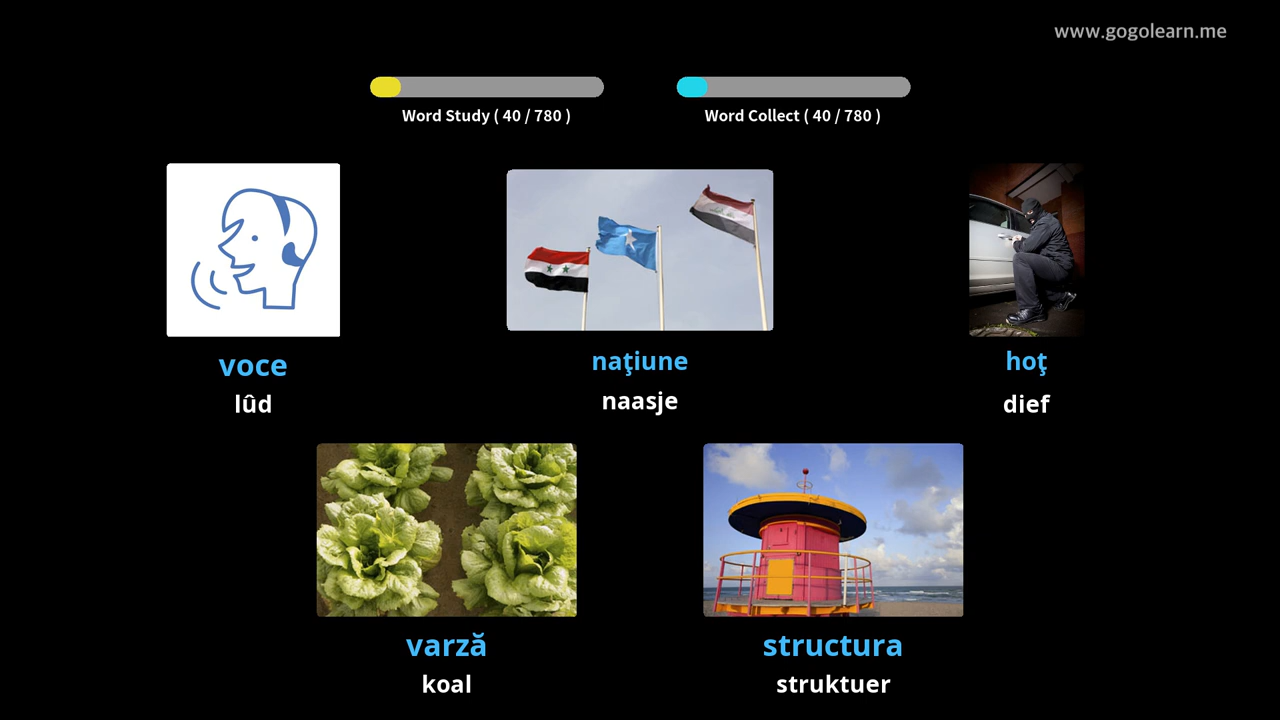 www.gogolearn.me
Word Study ( 40 / 780 )
Word Collect ( 40 / 780 )
voce
lûd
naţiune
naasje
hoţ
dief
varză
koal
structura
struktuer